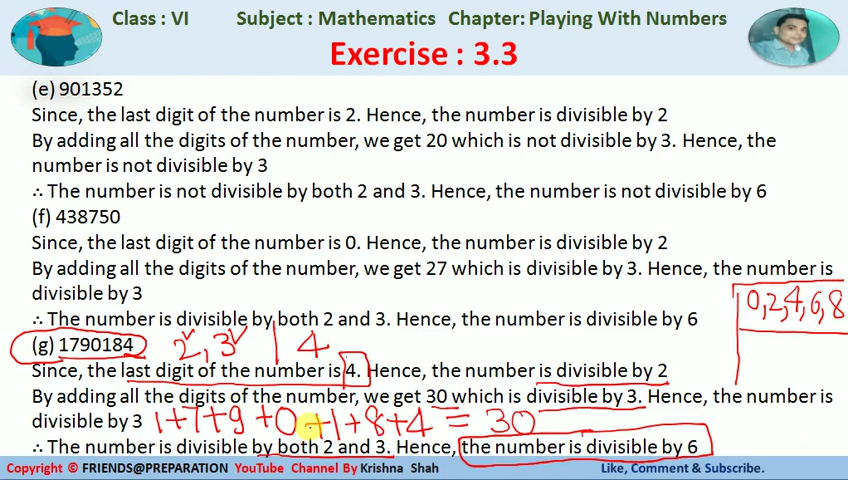 Class : VI Subject : Mathematics Chapter: Playing With Numbers
Exercise : 3.3
(e) 901352
Since, the last digit of the number is 2. Hence, the number is divisible by 2
By adding all the digits of the number, we get 20 which is not divisible by 3. Hence, the
number is not divisible by 3
∴ The number is not divisible by both 2 and 3. Hence, the number is not divisible by 6
(f) 438750
Since, the last digit of the number is 0. Hence, the number is divisible by 2
By adding all the digits of the number, we get 27 which is divisible by 3. Hence, the number is
divisible by 3
∴ The number is divisible by both 2 and 3. Hence, the number is divisible by 6
0,2,4,6,8
(g) 1790184 2, 3 | 4
Since, the last digit of the number is 4. Hence, the number is divisible by 2
By adding all the digits of the number, we get 30 which is divisible by 3. Hence, the number is
divisible by 3 1+7+9+0+1+8+4=30
∴ The number is divisible by both 2 and 3. Hence, the number is divisible by 6
Copyright © FRIENDS@PREPARATION YouTube Channel By Krishna Shah Like, Comment & Subscribe.